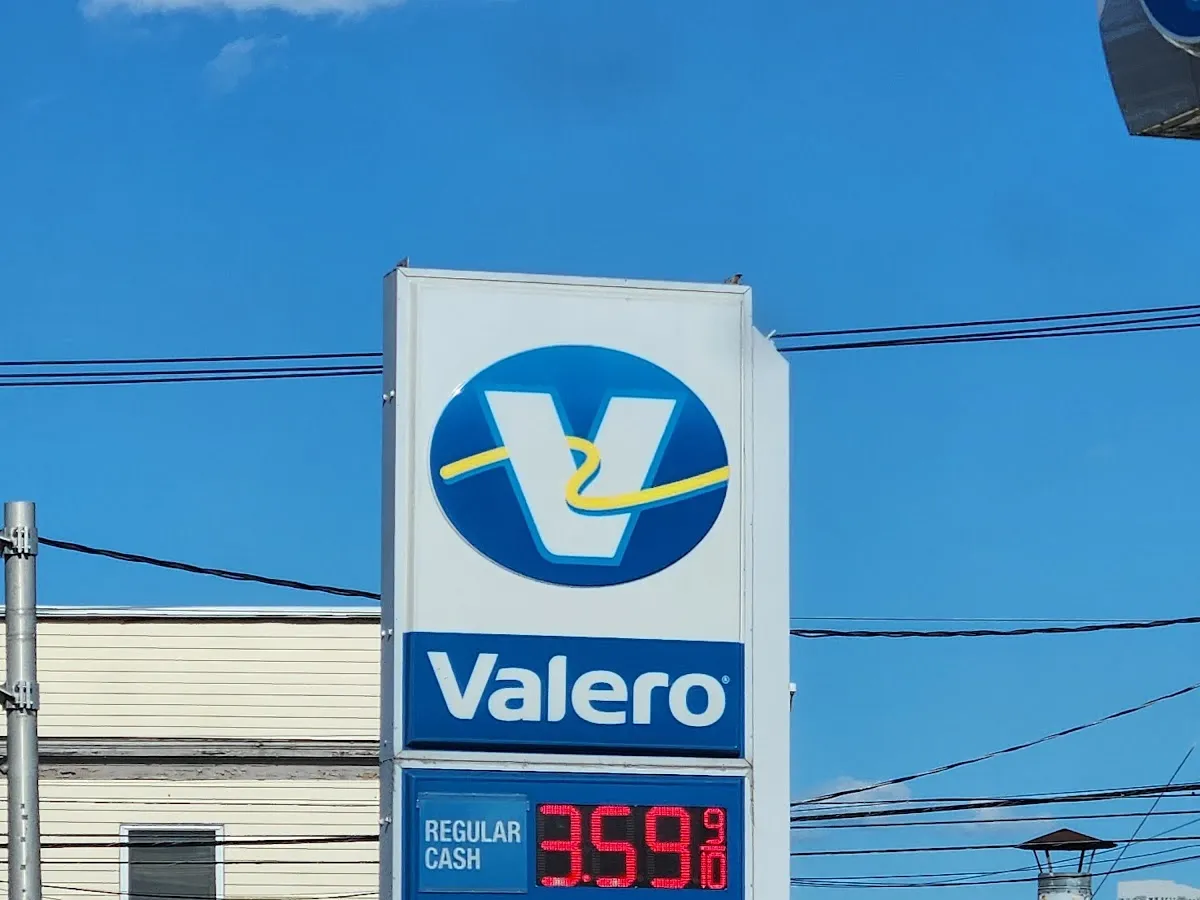 V
Valero®
REGULAR
CASH
3.59 9/10